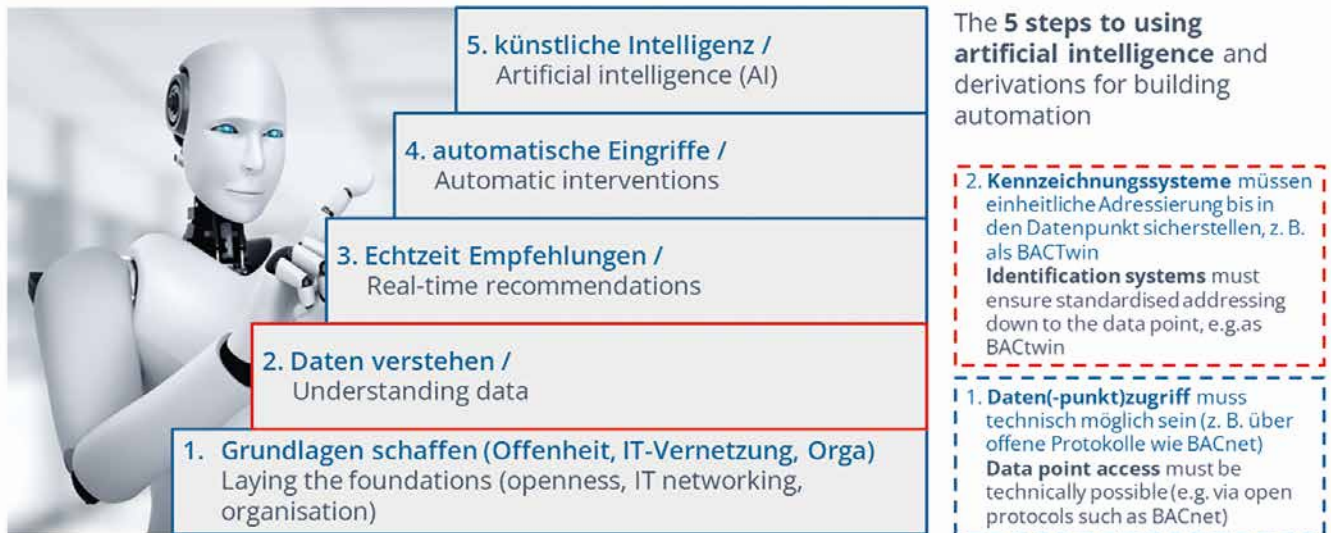 5. künstliche Intelligenz /
Artificial intelligence (AI)
4. automatische Eingriffe /
Automatic interventions
3. Echtzeit Empfehlungen /
Real-time recommendations
2. Daten verstehen /
Understanding data
1. Grundlagen schaffen (Offenheit, IT-Vernetzung, Orga)
Laying the foundations (openness, IT networking,
organisation)
The 5 steps to using
artificial intelligence and
derivations for building
automation
2. Kennzeichnungssysteme müssen
einheitliche Adressierung bis in
den Datenpunkt sicherstellen, z. B.
als BACTwin
Identification systems must
ensure standardised addressing
down to the data point, e.g.as
BACtwin
1. Daten(-punkt)zugriff muss
technisch möglich sein (z. B. über
offene Protokolle wie BACnet)
Data point access must be
technically possible (e.g. via open
protocols such as BACnet)